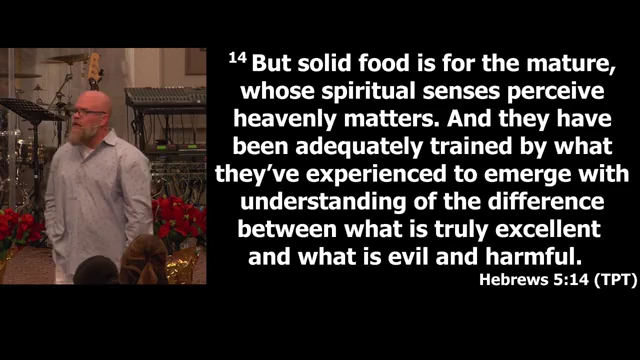 14 But solid food is for the mature,
whose spiritual senses perceive
heavenly matters. And they have
been adequately trained by what
they’ve experienced to emerge with
understanding of the difference
between what is truly excellent
and what is evil and harmful.
Hebrews 5:14 (TPT)